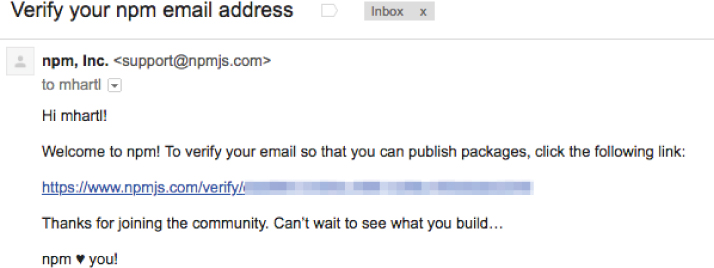 Verify your npm email address
Inbox x
npm, Inc. <support@npmjs.com>
to mhartl
Hi mhartl!
Welcome to npm! To verify your email so that you can publish packages, click the following link:
https://www.npmjs.com/verify/
Thanks for joining the community. Can't wait to see what you build…
npm ♥ you!